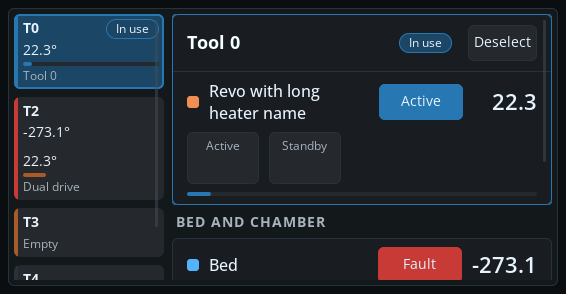 T0
In use
22.3°
Tool 0
T2
-273.1°
22.3°
Dual drive
T3
Empty
T4
Tool 0
In use
Deselect
Revo with long
heater name
Active
22.3
Active
Standby
BED AND CHAMBER
Bed
Fault
-273.1